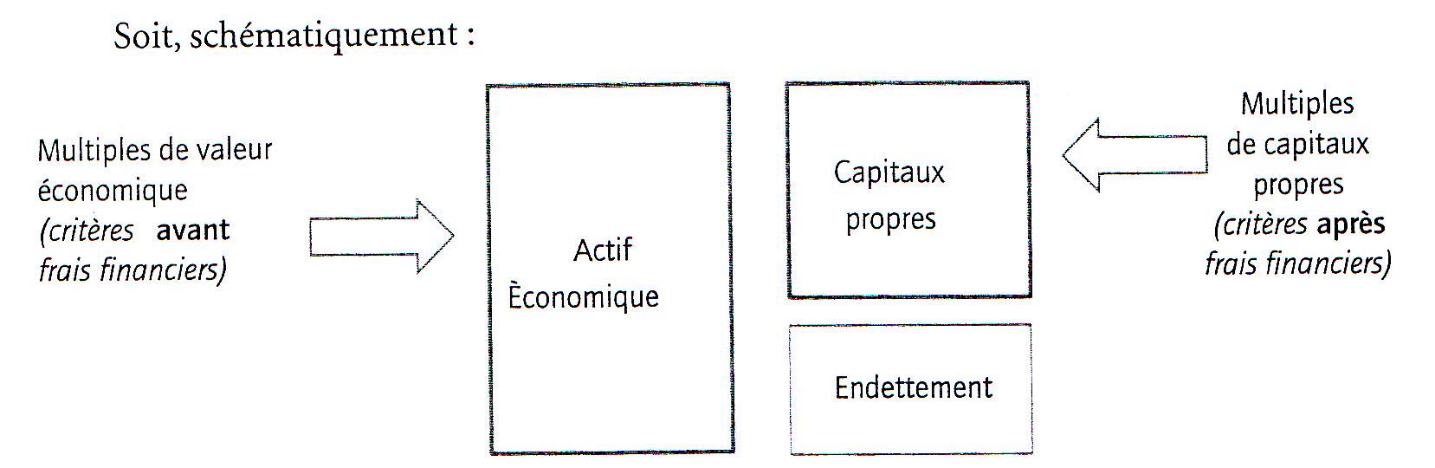 Soit, schématiquement :
Multiples de valeur
économique
(critères avant
frais financiers)
Actif
Èconomique
Capitaux
propres
Endettement
Multiples
de capitaux
propres
(critères après
frais financiers)